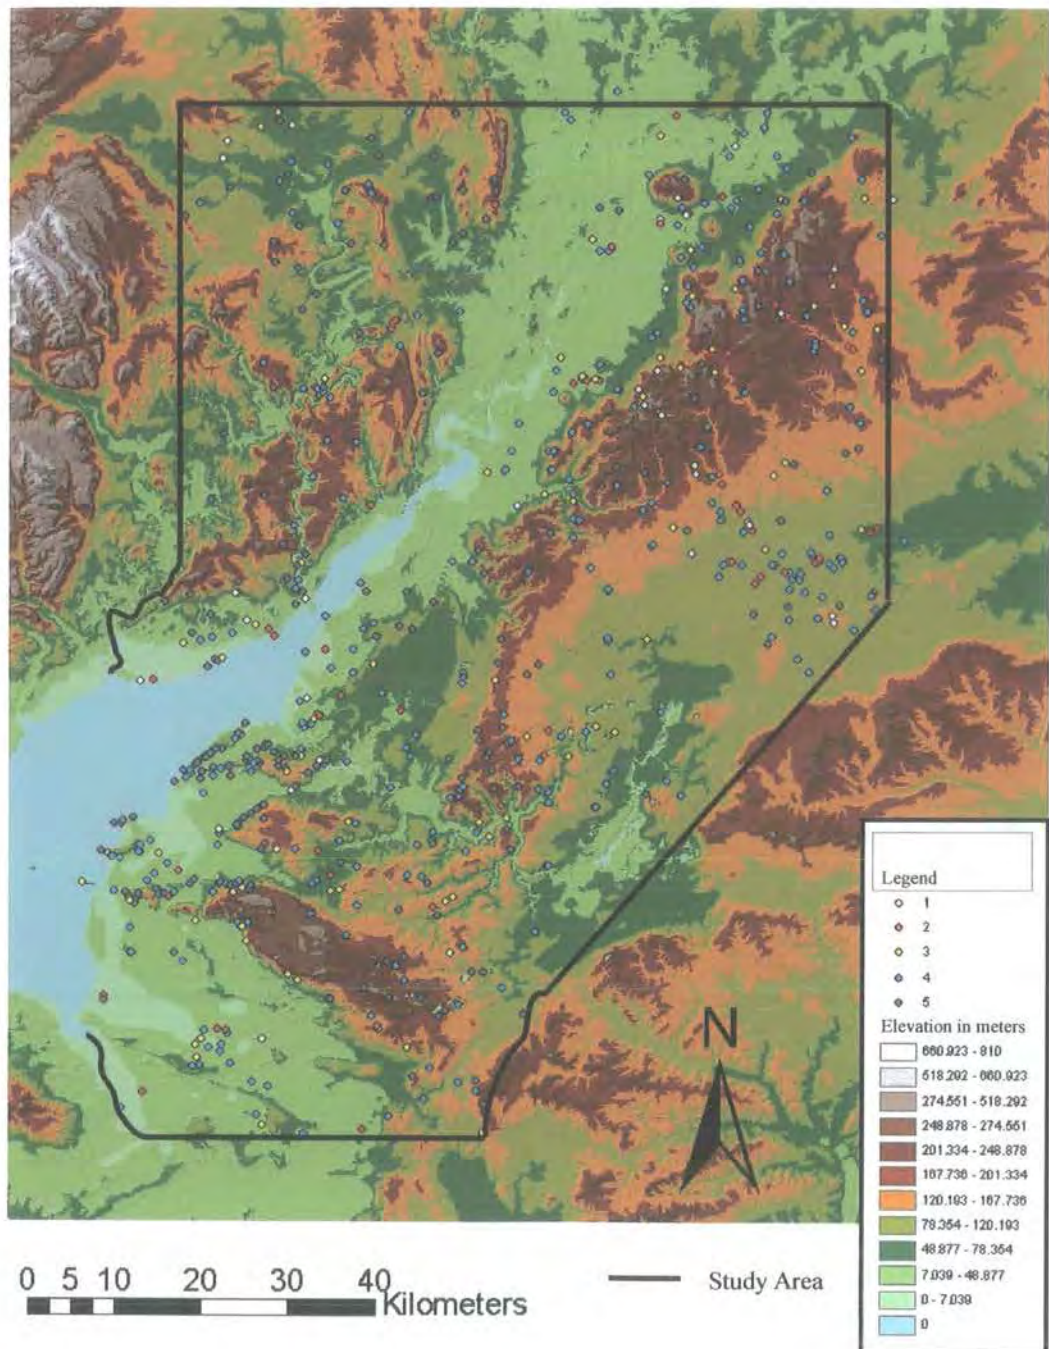 Legend
1
2
3
4
5
Elevation in meters
660.923 - 810
518.292 - 660.923
274.551 - 518.292
248.878 - 274.551
201.334 - 248.878
167.736 - 201.334
120.193 - 167.736
78.354 - 120.193
48.877 - 78.354
7.039 - 48.877
0 - 7.039
0
N
0 5 10 20 30 40
Kilometers
Study Area